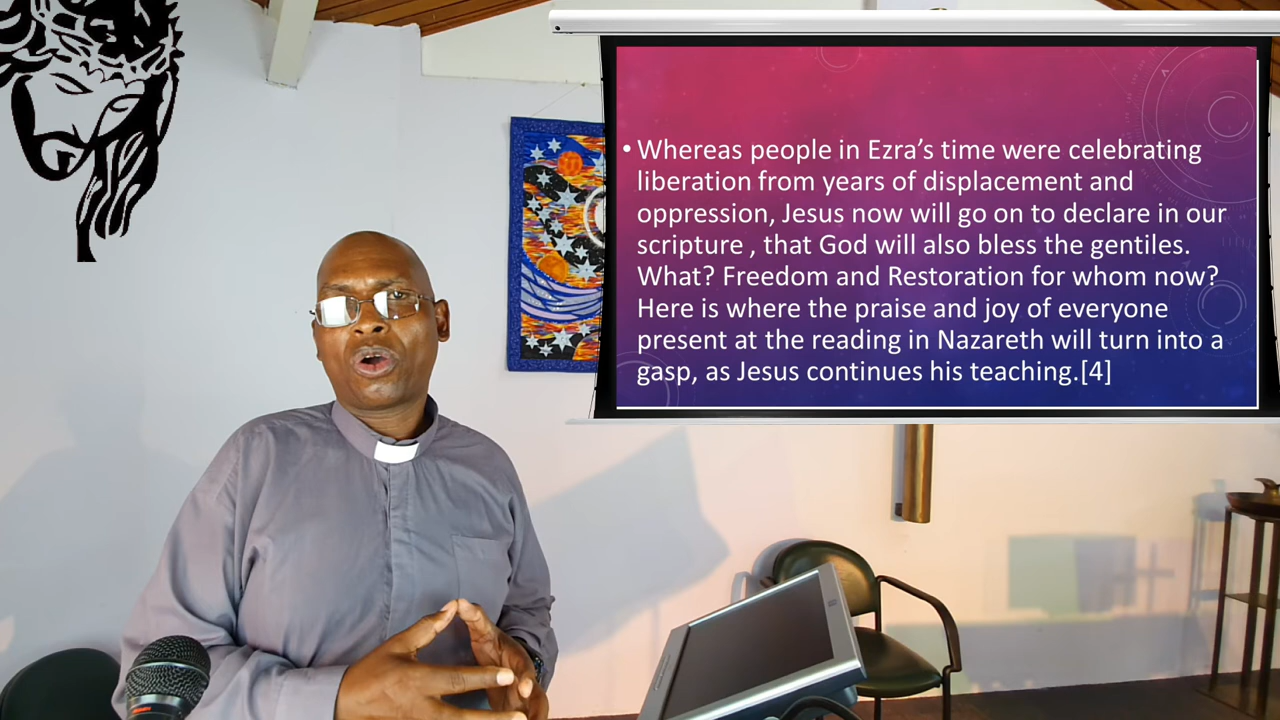 • Whereas people in Ezra’s time were celebrating
liberation from years of displacement and
oppression, Jesus now will go on to declare in our
scripture , that God will also bless the gentiles.
What? Freedom and Restoration for whom now?
Here is where the praise and joy of everyone
present at the reading in Nazareth will turn into a
gasp, as Jesus continues his teaching.[4]